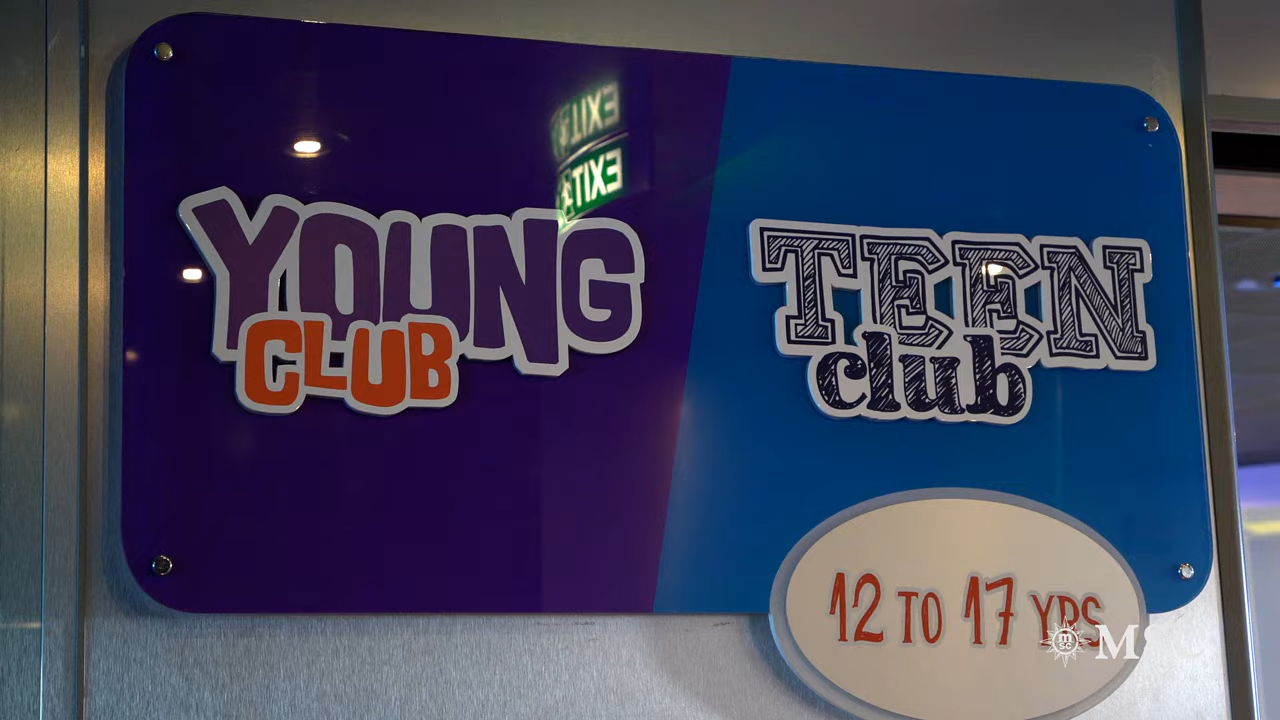 EXIT
EXIT
YOUNG
CLUB
TEEN
club
12 TO 17 YRS
MSC